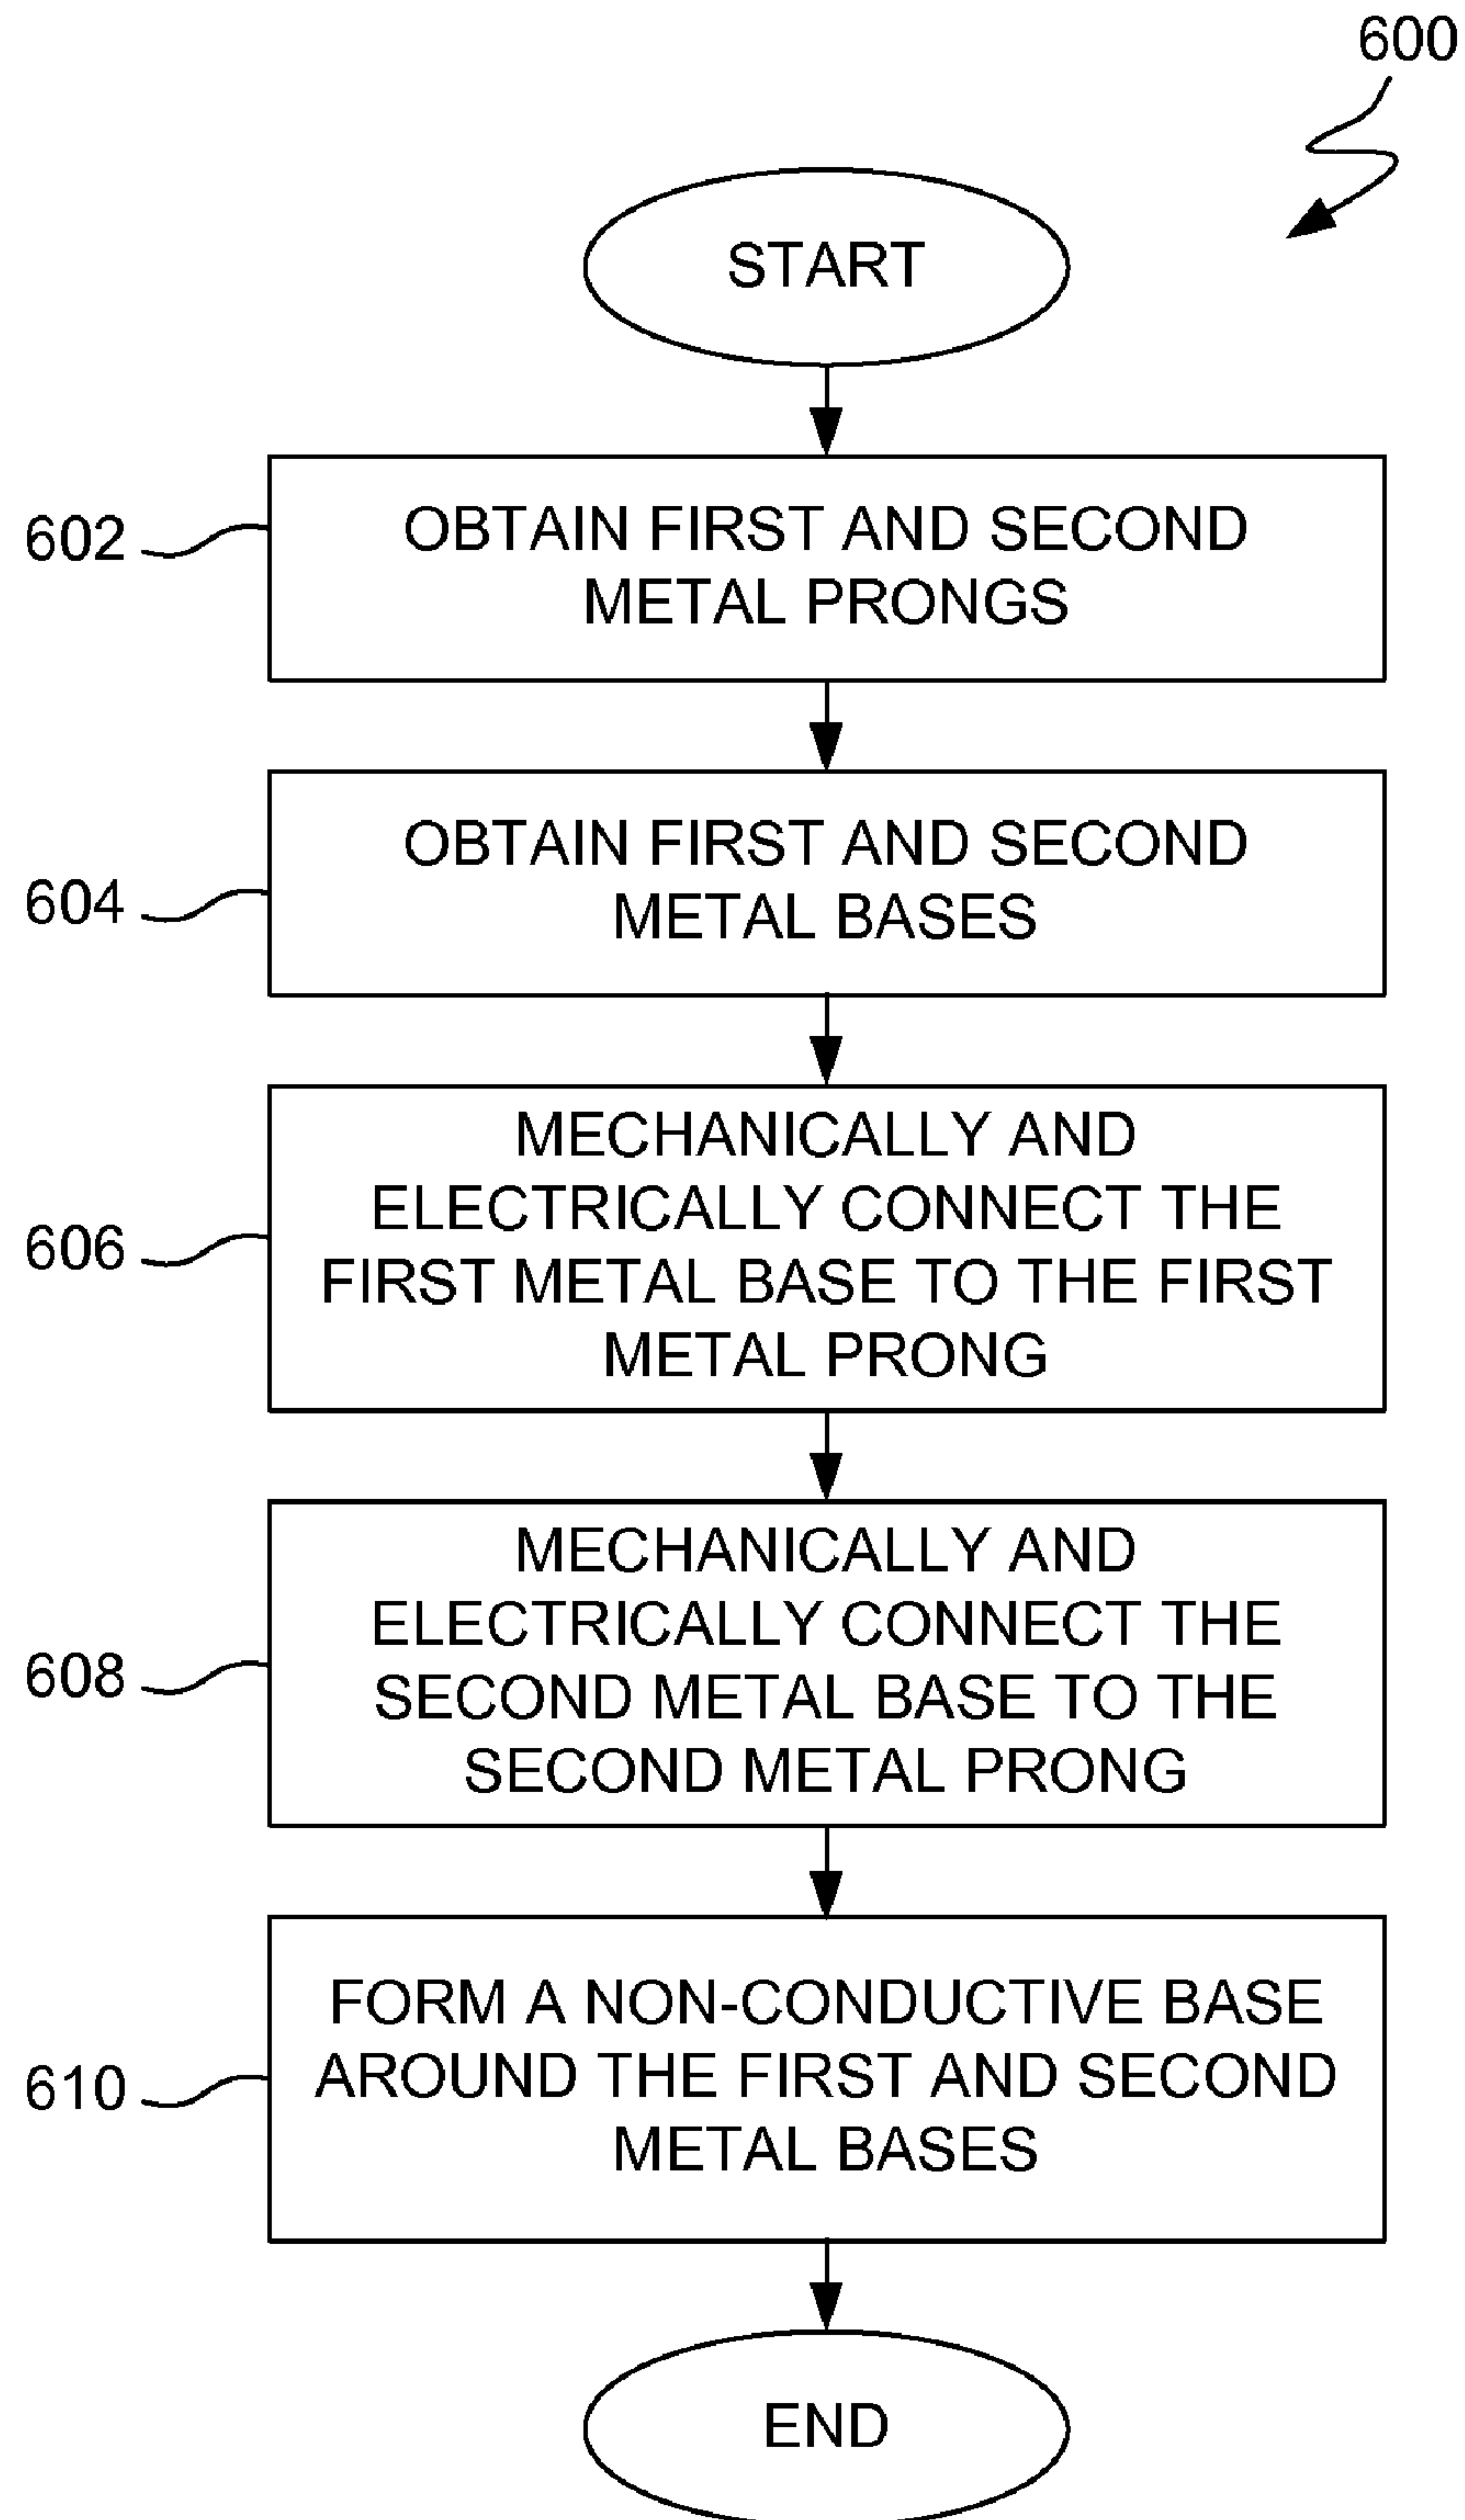 600
START
602
OBTAIN FIRST AND SECOND
METAL PRONGS
604
OBTAIN FIRST AND SECOND
METAL BASES
606
MECHANICALLY AND
ELECTRICALLY CONNECT THE
FIRST METAL BASE TO THE FIRST
METAL PRONG
608
MECHANICALLY AND
ELECTRICALLY CONNECT THE
SECOND METAL BASE TO THE
SECOND METAL PRONG
610
FORM A NON-CONDUCTIVE BASE
AROUND THE FIRST AND SECOND
METAL BASES
END